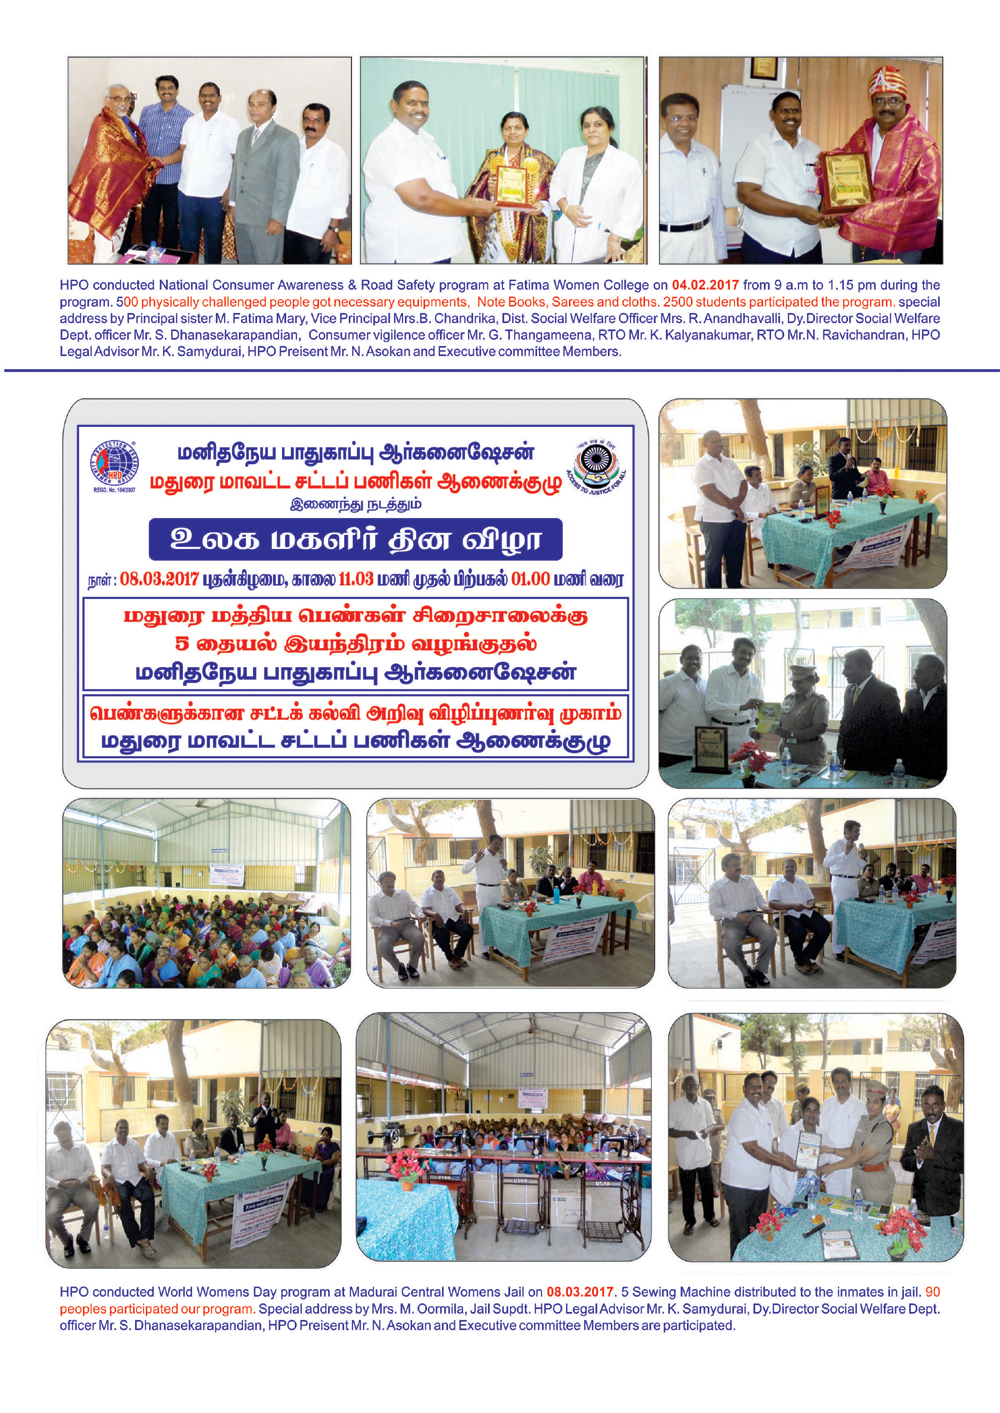 HPO conducted National Consumer Awareness & Road Safety program at Fatima Women College on 04.02.2017 from 9 a.m to 1.15 pm during the
program. 500 physically challenged people got necessary equipments, Note Books, Sarees and cloths. 2500 students participated the program. special
address by Principal sister M. Fatima Mary, Vice Principal Mrs.B. Chandrika, Dist. Social Welfare Officer Mrs. R. Anandhavalli, Dy.Director Social Welfare
Dept. officer Mr. S. Dhanasekarapandian, Consumer vigilence officer Mr. G. Thangameena, RTO Mr. K. Kalyanakumar, RTO Mr.N. Ravichandran, HPO
Legal Advisor Mr. K. Samydurai, HPO Preisent Mr. N. Asokan and Executive committee Members.
மனிதநேய பாதுகாப்பு ஆர்கனைஷேசன்
மதுரை மாவட்ட சட்டப் பணிகள் ஆணைக்குழு
இணைந்து நடத்தும்
HPO
REGD. No. 104/2007
ACCESS TO JUSTICE FOR ALL
உலக மகளிர் தின விழா
நாள் : 08.03.2017 புதன்கிழமை, காலை 11.03 மணி முதல் பிற்பகல் 01.00 மணி வரை
மதுரை மத்திய பெண்கள் சிறைசாலைக்கு
5 தையல் இயந்திரம் வழங்குதல்
மனிதநேய பாதுகாப்பு ஆர்கனைஷேசன்
பெண்களுக்கான சட்டக் கல்வி அறிவு விழிப்புணர்வு முகாம்
மதுரை மாவட்ட சட்டப் பணிகள் ஆணைக்குழு
HPO conducted World Womens Day program at Madurai Central Womens Jail on 08.03.2017. 5 Sewing Machine distributed to the inmates in jail. 90
peoples participated our program. Special address by Mrs. M. Oormila, Jail Supdt. HPO Legal Advisor Mr. K. Samydurai, Dy.Director Social Welfare Dept.
officer Mr. S. Dhanasekarapandian, HPO Preisent Mr. N. Asokan and Executive committee Members are participated.